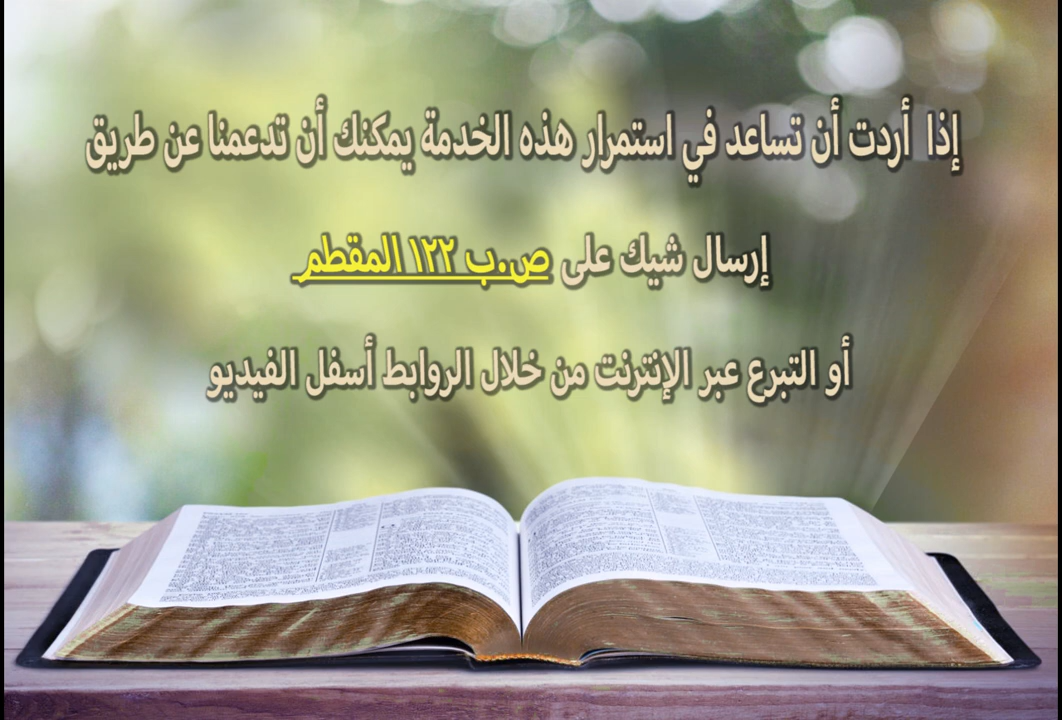 إذا أردت أن تساعد في استمرار هذه الخدمة يمكنك أن تدعمنا عن طريق
إرسال شيك على ص.ب ١٢٢ المقطم
أو التبرع عبر الإنترنت من خلال الروابط أسفل الفيديو